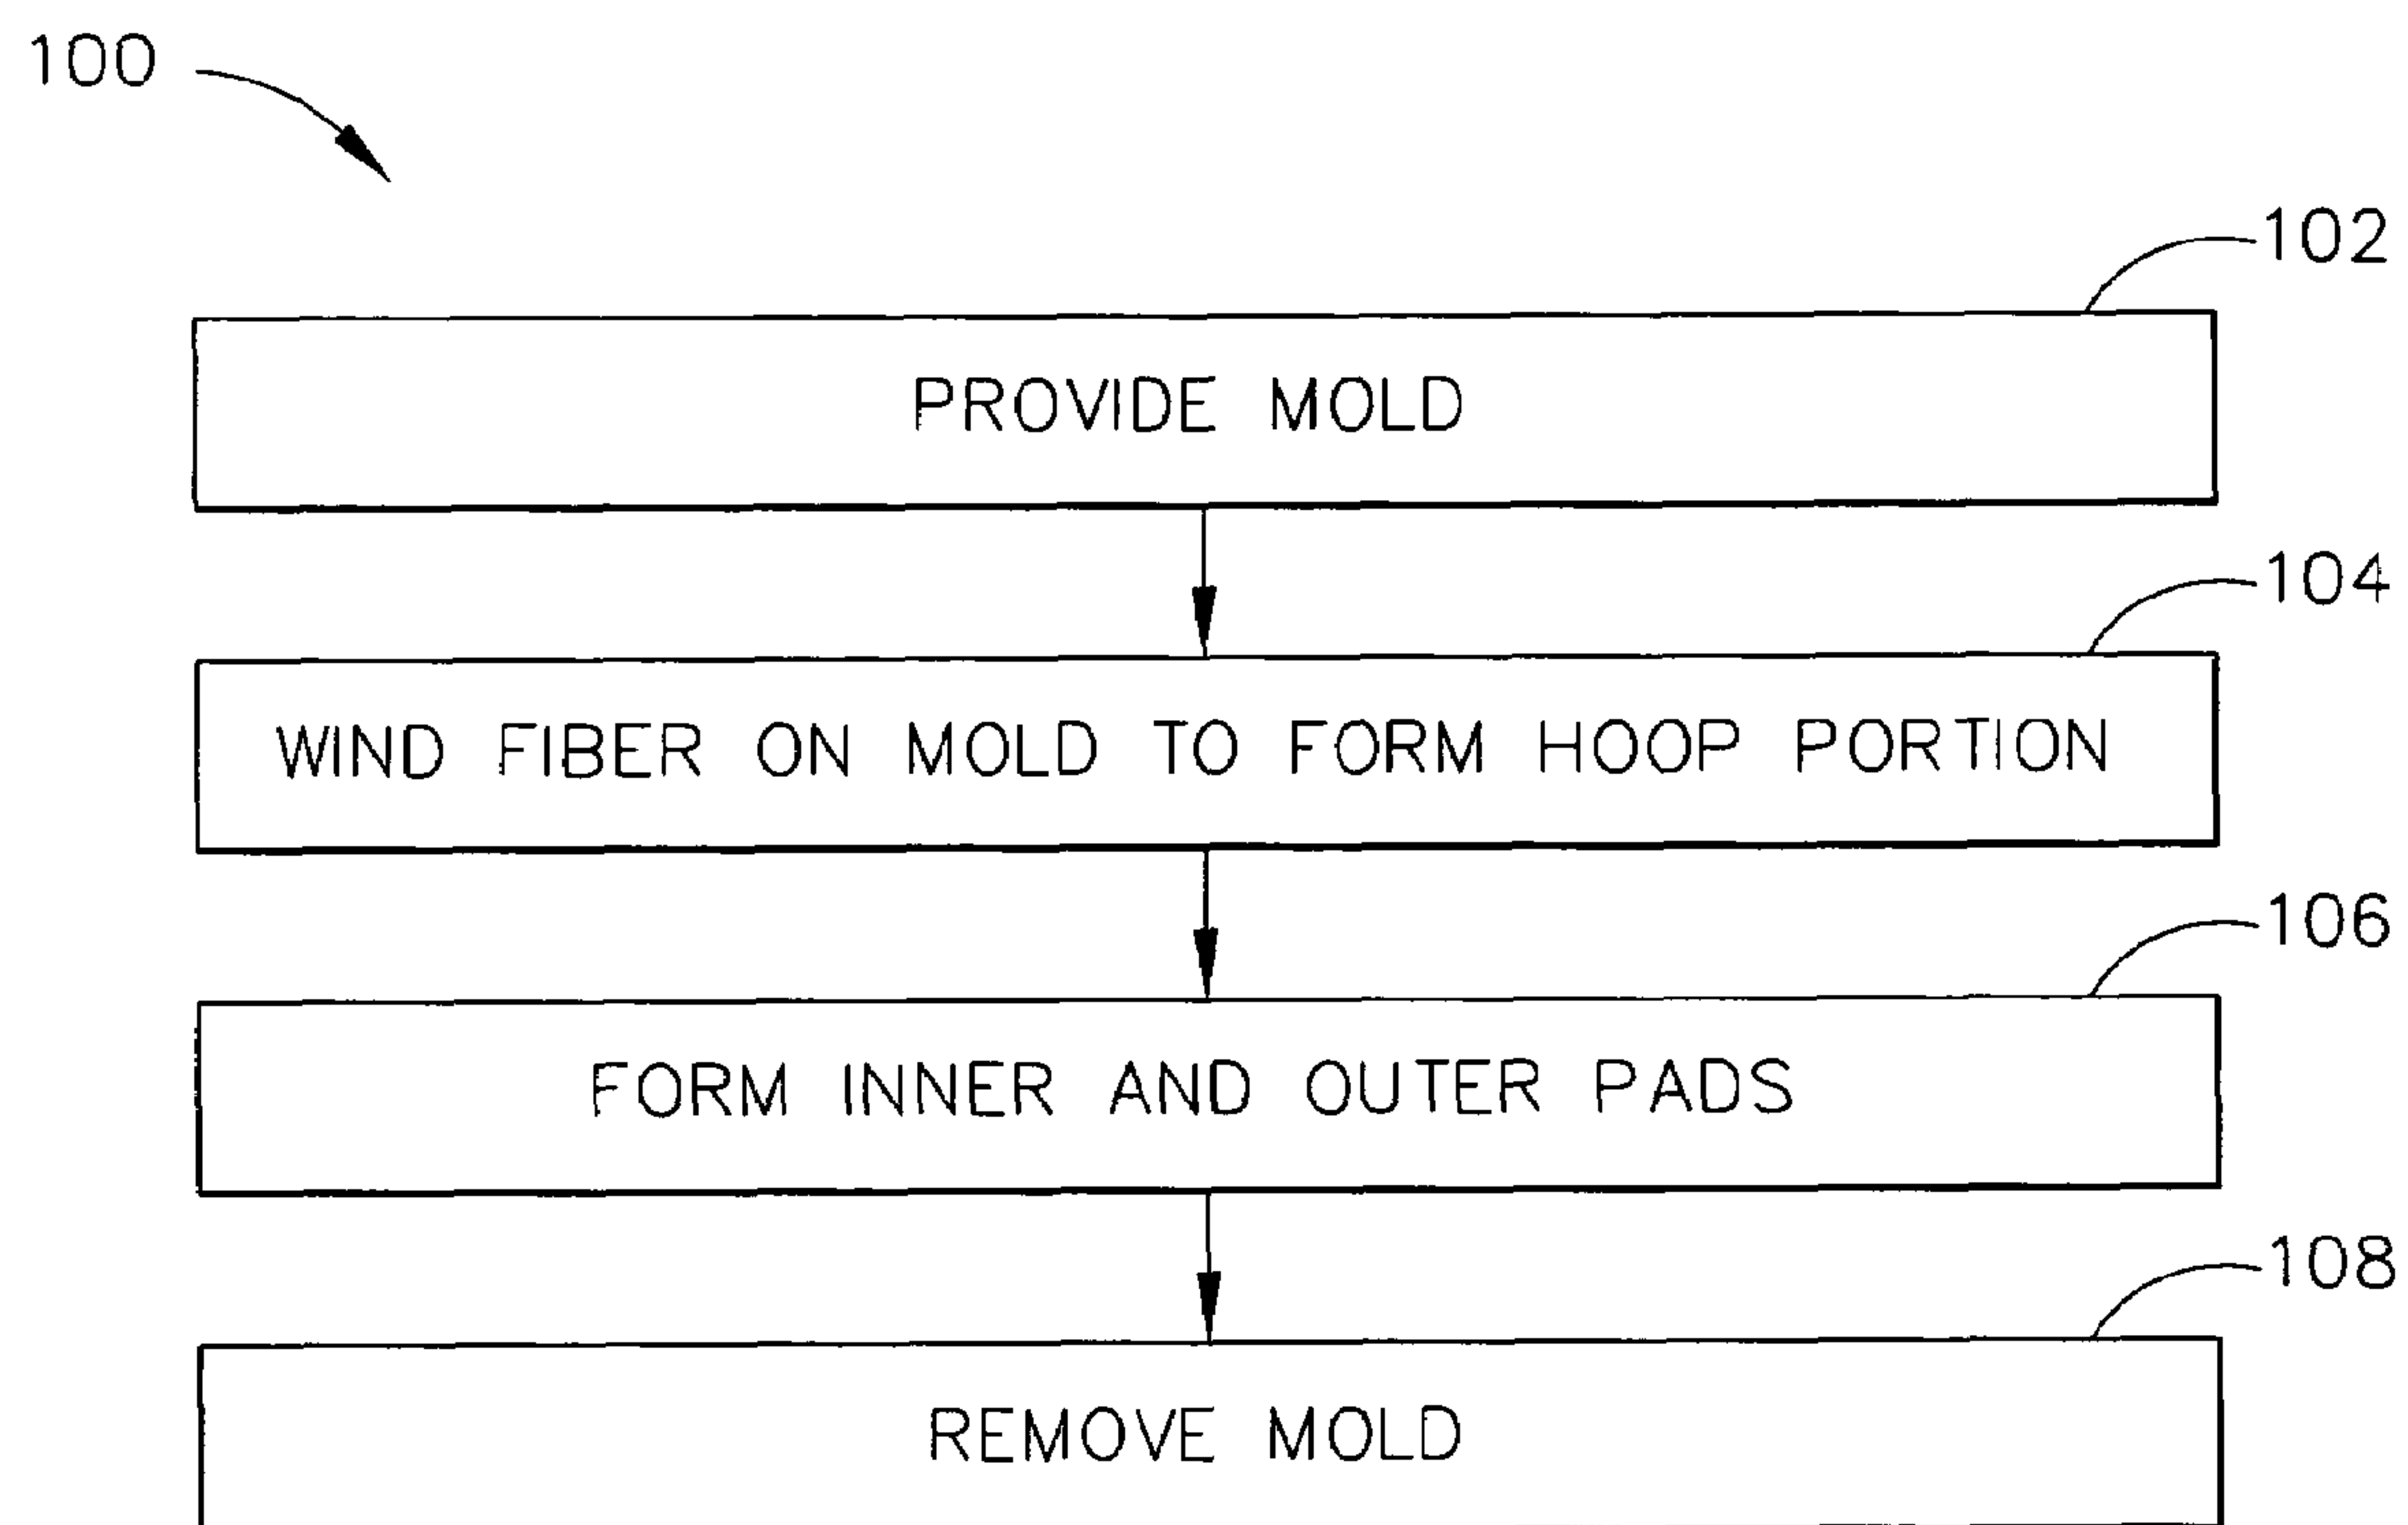 100
102
PROVIDE MOLD
104
WIND FIBER ON MOLD TO FORM HOOP PORTION
106
FORM INNER AND OUTER PADS
108
REMOVE MOLD